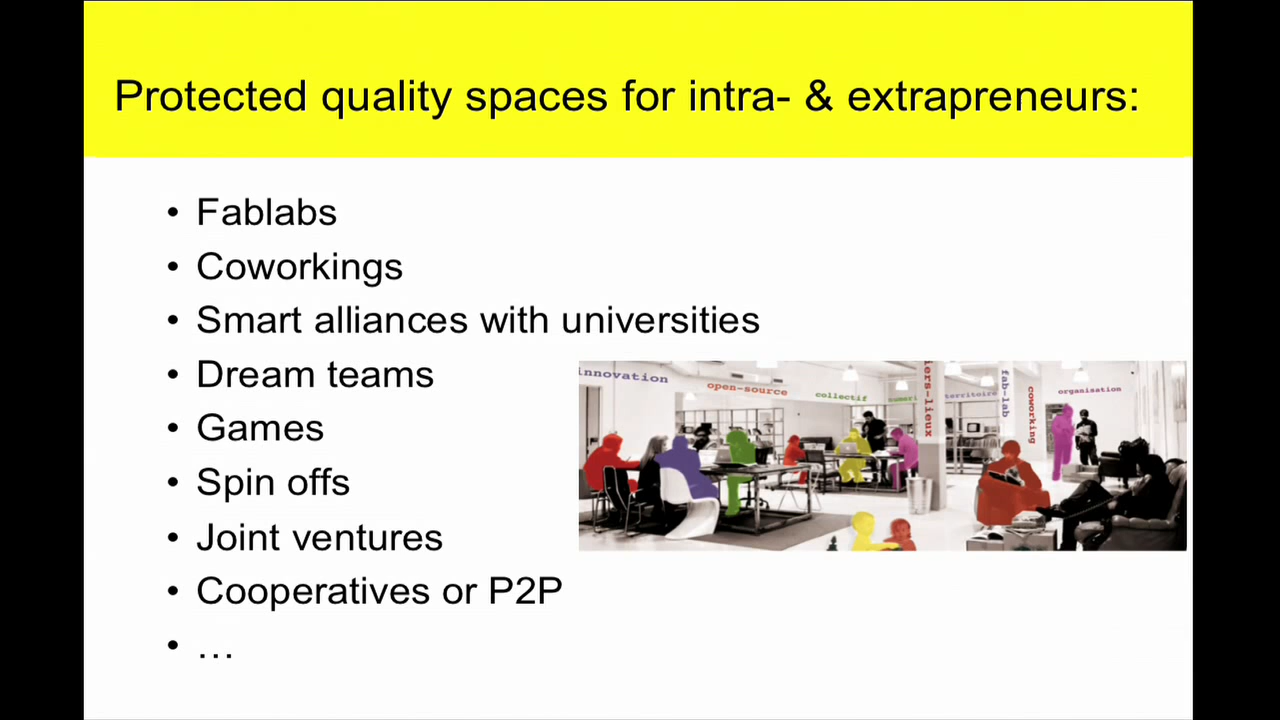 Protected quality spaces for intra- & extrapreneurs:
• Fablabs
• Coworkings
• Smart alliances with universities
• Dream teams
• Games
• Spin offs
• Joint ventures
• Cooperatives or P2P
• …
innovation
open-source
collectif
territoire
fab-lab
coworking
organisation